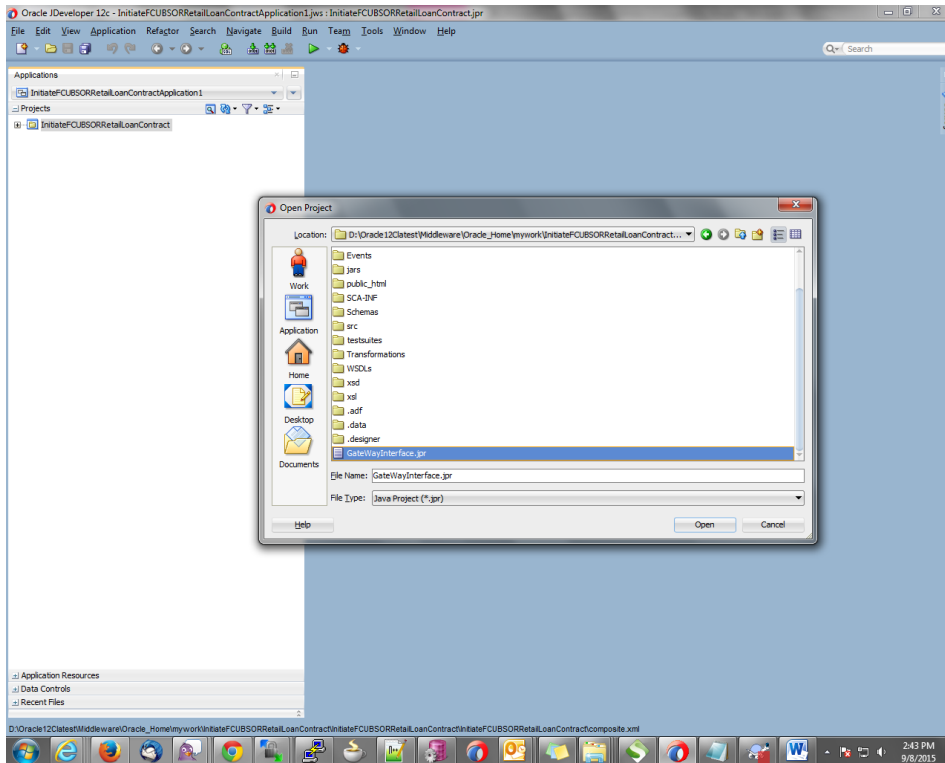 Oracle JDeveloper 12c - InitiateFCUBSORRetailLoanContractApplication1.jws : InitiateFCUBSORRetailLoanContract.jpr
File Edit View Application Refactor Search Navigate Build Run Team Tools Window Help
Search
Applications
InitiateFCUBSORRetailLoanContractApplication1
Projects
InitiateFCUBSORRetailLoanContract
Open Project
Location: D:\Oracle12Clatest\Middleware\Oracle_Home\mywork\InitiateFCUBSORRetailLoanContract...
Work
Application
Home
Desktop
Documents
Events
jars
public_html
SCA-INF
Schemas
src
testsuites
Transformations
WSDLs
xsd
xsl
.adf
.data
.designer
GateWayInterface.jpr
File Name: GateWayInterface.jpr
File Type: Java Project (*.jpr)
Help Open Cancel
Application Resources
Data Controls
Recent Files
D:\Oracle12Clatest\Middleware\Oracle_Home\mywork\InitiateFCUBSORRetailLoanContract\InitiateFCUBSORRetailLoanContract\InitiateFCUBSORRetailLoanContract\composite.xml
2:43 PM
9/8/2015